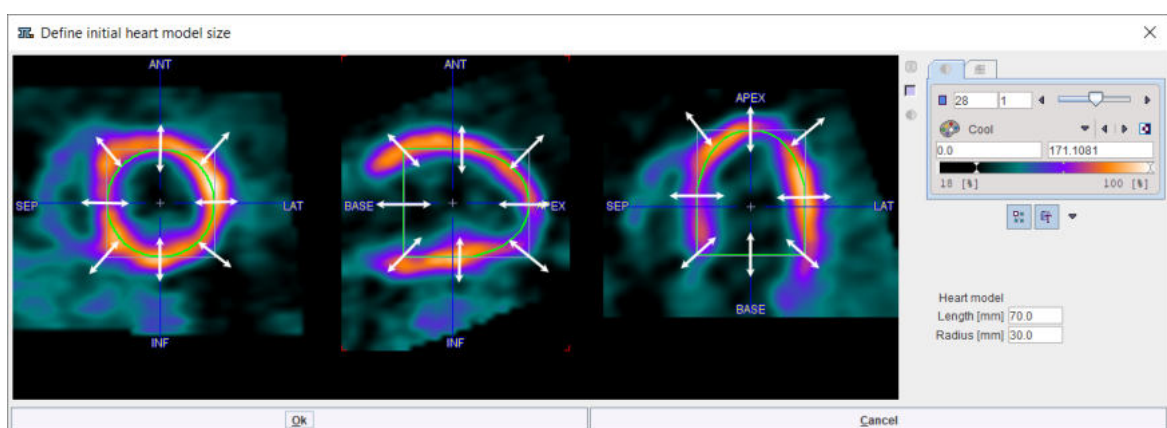 Define initial heart model size
ANT
SEP
LAT
INF
ANT
BASE
APEX
INF
APEX
SEP
LAT
BASE
28 1
Cool
0.0 171.1081
18 [%] 100 [%]
Heart model
Length [mm] 70.0
Radius [mm] 30.0
Ok Cancel